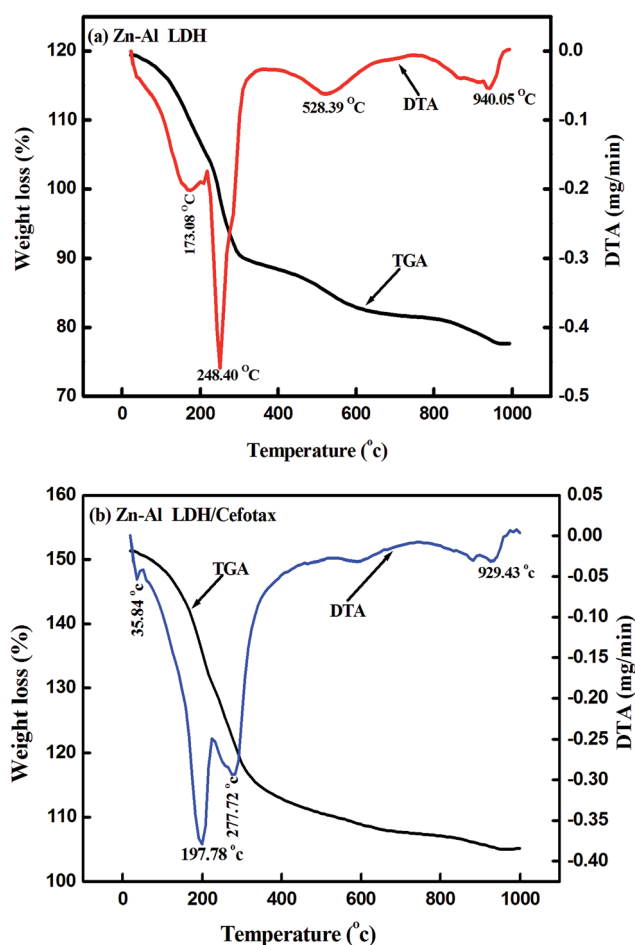 (a) Zn-Al LDH
120
110
100
90
80
70
Weight loss (%)
0.0
-0.1
-0.2
-0.3
-0.4
-0.5
DTA (mg/min)
528.39 °C
DTA
940.05 °C
173.08 °C
TGA
248.40 °C
0 200 400 600 800 1000
Temperature (°c)
(b) Zn-Al LDH/Cefotax
160
150
140
130
120
110
100
Weight loss (%)
0.05
0.00
-0.05
-0.10
-0.15
-0.20
-0.25
-0.30
-0.35
-0.40
DTA (mg/min)
TGA
35.84 °c
DTA
929.43 °c
277.72 °c
197.78 °c
0 200 400 600 800 1000
Temperature (°c)